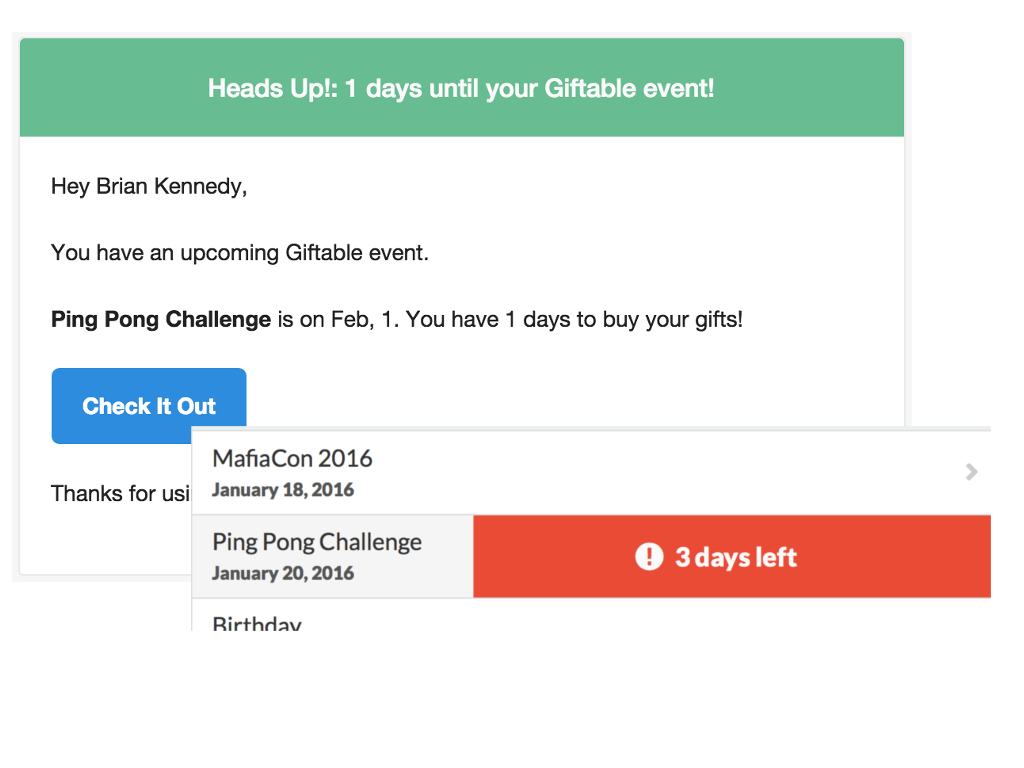 Heads Up!: 1 days until your Giftable event!
Hey Brian Kennedy,
You have an upcoming Giftable event.
Ping Pong Challenge is on Feb, 1. You have 1 days to buy your gifts!
Check It Out
Thanks for usi
MafiaCon 2016
January 18, 2016
Ping Pong Challenge
January 20, 2016
3 days left
Birthday